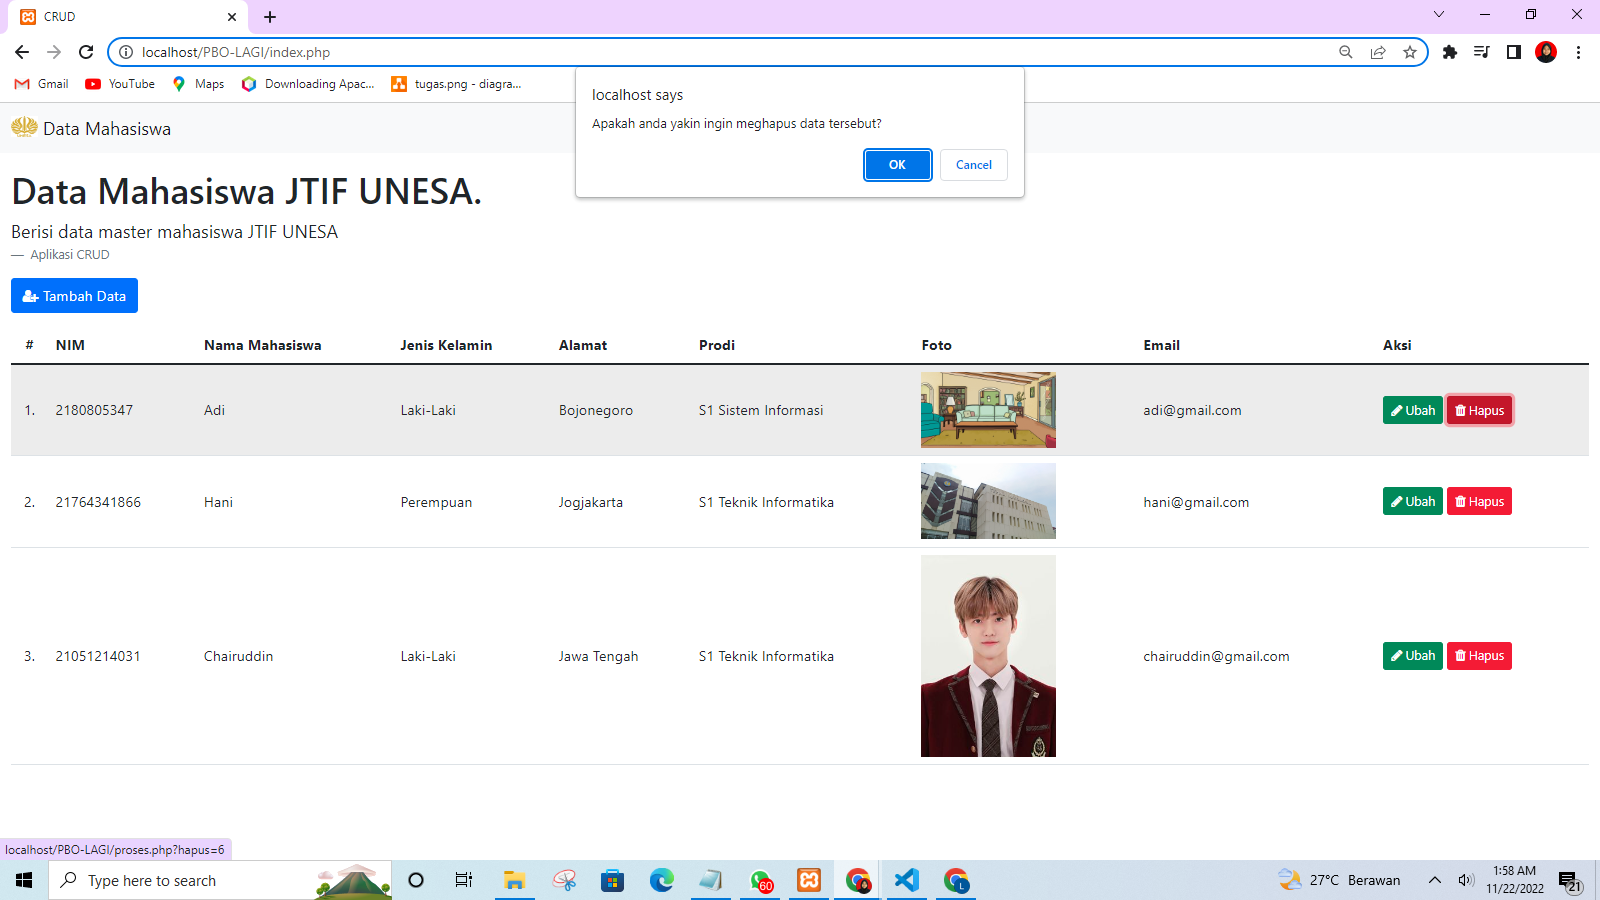 CRUD
localhost/PBO-LAGI/index.php
Gmail YouTube Maps Downloading Apac... tugas.png - diagra...
localhost says
Apakah anda yakin ingin meghapus data tersebut?
OK Cancel
Data Mahasiswa
Data Mahasiswa JTIF UNESA.
Berisi data master mahasiswa JTIF UNESA
— Aplikasi CRUD
Tambah Data
# NIM Nama Mahasiswa Jenis Kelamin Alamat Prodi Foto Email Aksi
1. 2180805347 Adi Laki-Laki Bojonegoro S1 Sistem Informasi adi@gmail.com Ubah Hapus
2. 21764341866 Hani Perempuan Jogjakarta S1 Teknik Informatika hani@gmail.com Ubah Hapus
3. 21051214031 Chairuddin Laki-Laki Jawa Tengah S1 Teknik Informatika chairuddin@gmail.com Ubah Hapus
localhost/PBO-LAGI/proses.php?hapus=6
Type here to search
60
L
27°C Berawan
1:58 AM
11/22/2022
21